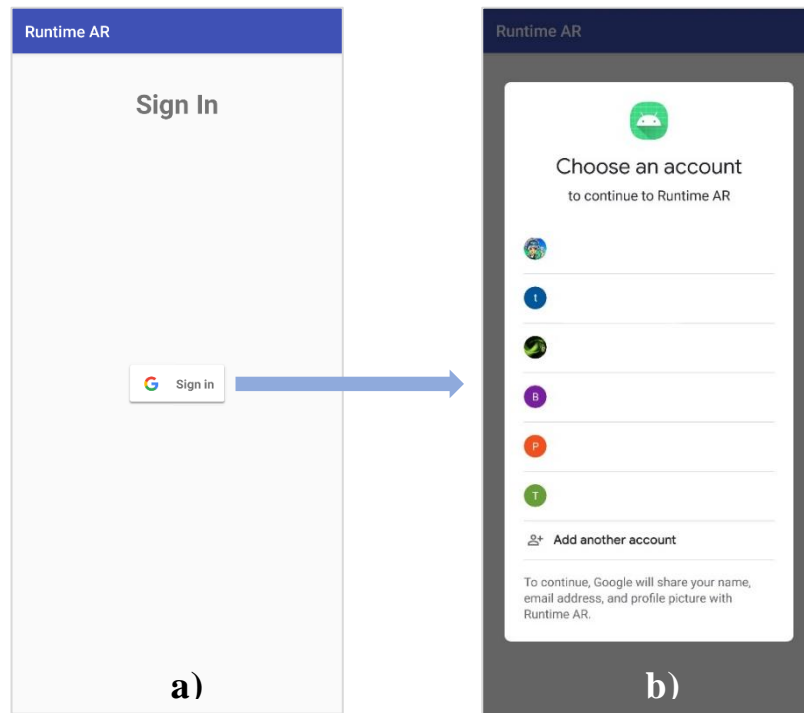 Runtime AR
Sign In
G Sign in
a)
Runtime AR
Choose an account
to continue to Runtime AR
t
B
P
T
Add another account
To continue, Google will share your name,
email address, and profile picture with
Runtime AR.
b)